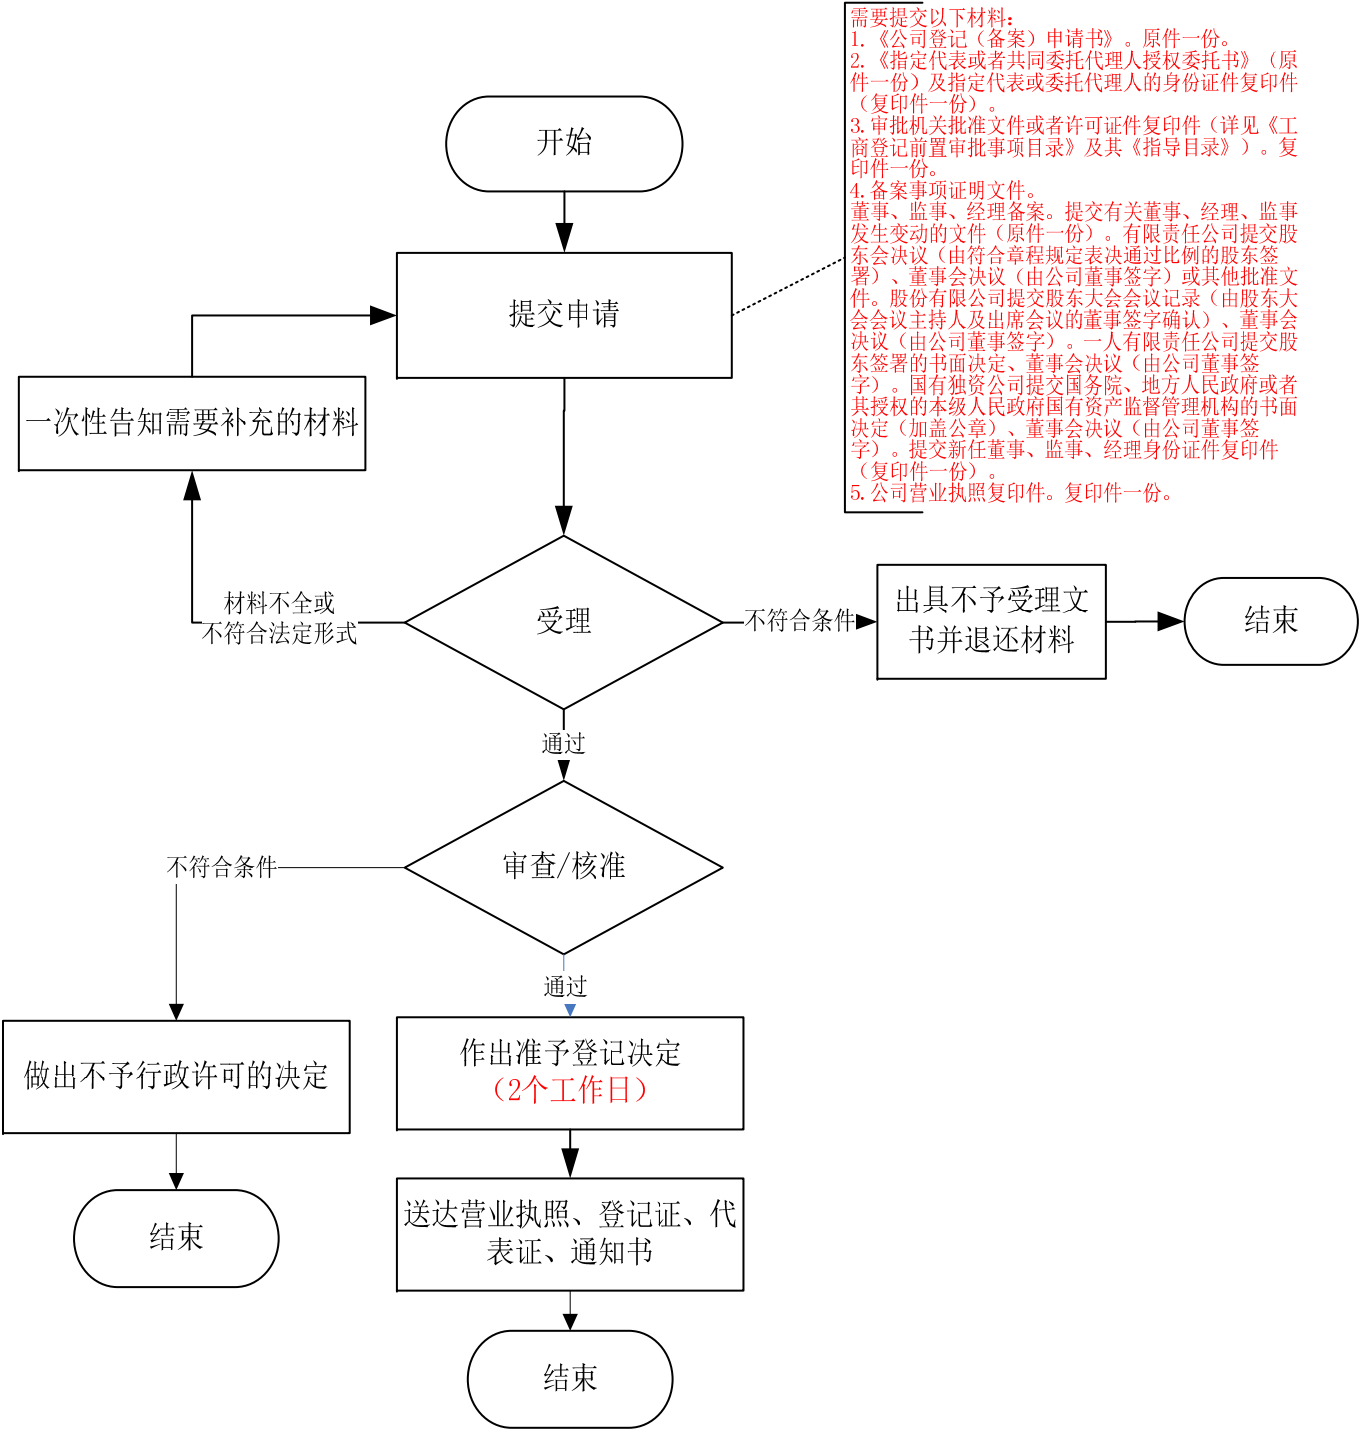 需要提交以下材料：
1.《公司登记（备案）申请书》。原件一份。
2.《指定代表或者共同委托代理人授权委托书》（原
件一份）及指定代表或委托代理人的身份证件复印件
（复印件一份）。
3.审批机关批准文件或者许可证件复印件（详见《工
商登记前置审批事项目录》及其《指导目录》）。复
印件一份。
4.备案事项证明文件。
董事、监事、经理备案。提交有关董事、经理、监事
发生变动的文件（原件一份）。有限责任公司提交股
东会决议（由符合章程规定表决通过比例的股东签
署）、董事会决议（由公司董事签字）或其他批准文
件。股份有限公司提交股东大会会议记录（由股东大
会会议主持人及出席会议的董事签字确认）、董事会
决议（由公司董事签字）。一人有限责任公司提交股
东签署的书面决定、董事会决议（由公司董事签
字）。国有独资公司提交国务院、地方人民政府或者
其授权的本级人民政府国有资产监督管理机构的书面
决定（加盖公章）、董事会决议（由公司董事签
字）。提交新任董事、监事、经理身份证件复印件
（复印件一份）。
5.公司营业执照复印件。复印件一份。
开始
提交申请
一次性告知需要补充的材料
材料不全或
不符合法定形式
受理
不符合条件
出具不予受理文
书并退还材料
结束
通过
审查/核准
不符合条件
通过
做出不予行政许可的决定
作出准予登记决定
（2个工作日）
结束
送达营业执照、登记证、代
表证、通知书
结束